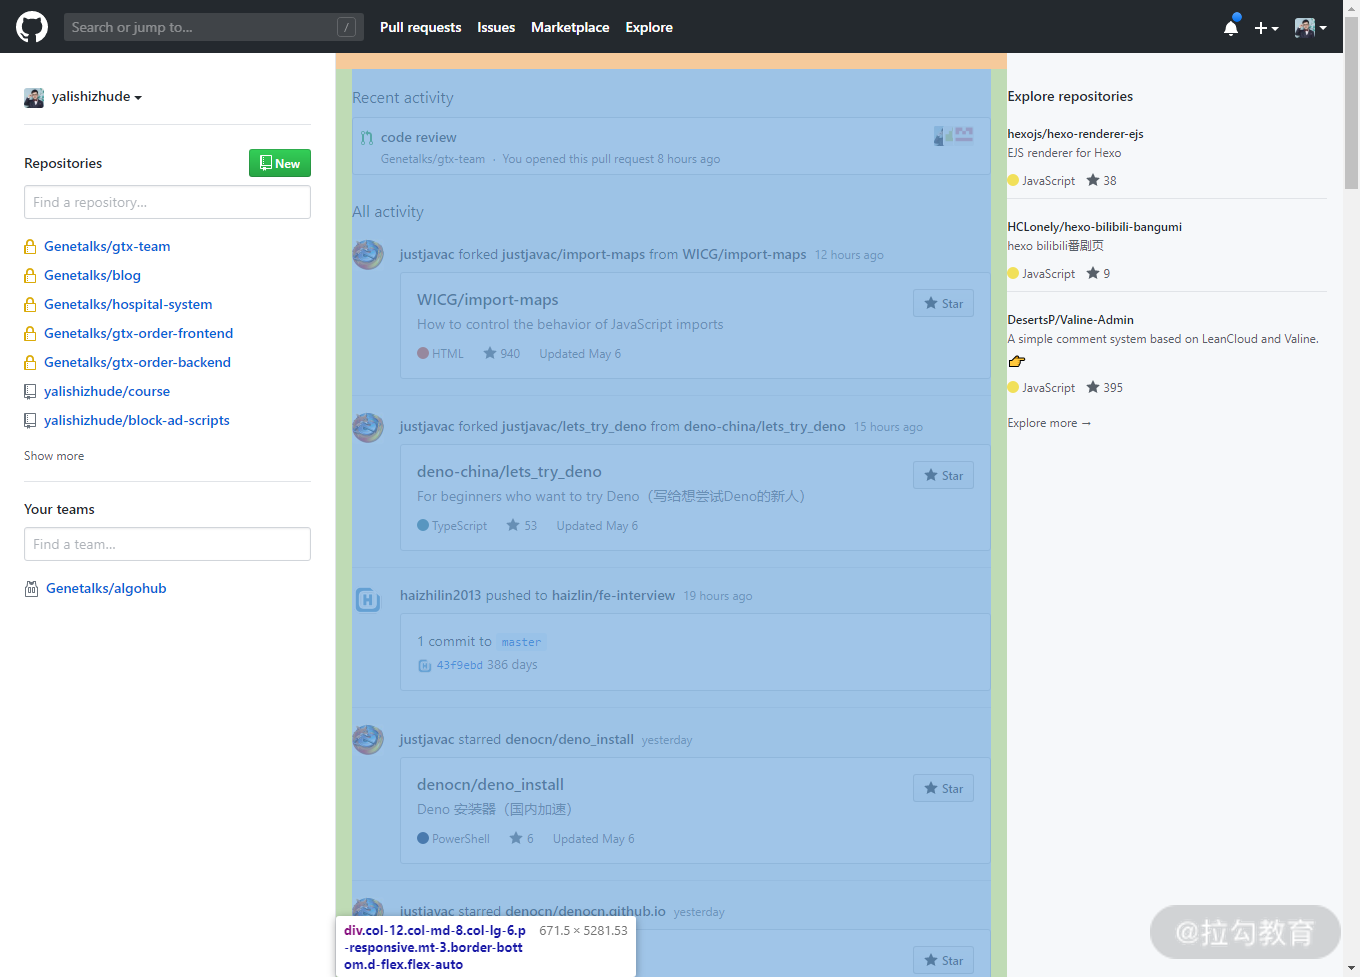 Search or jump to...
/
Pull requests
Issues
Marketplace
Explore
yalishizhude
Repositories
New
Find a repository...
Genetalks/gtx-team
Genetalks/blog
Genetalks/hospital-system
Genetalks/gtx-order-frontend
Genetalks/gtx-order-backend
yalishizhude/course
yalishizhude/block-ad-scripts
Show more
Your teams
Find a team...
Genetalks/algohub
Recent activity
code review
Genetalks/gtx-team · You opened this pull request 8 hours ago
All activity
justjavac forked justjavac/import-maps from WICG/import-maps 12 hours ago
WICG/import-maps
Star
How to control the behavior of JavaScript imports
HTML 940 Updated May 6
justjavac forked justjavac/lets_try_deno from deno-china/lets_try_deno 15 hours ago
deno-china/lets_try_deno
Star
For beginners who want to try Deno（写给想尝试Deno的新人）
TypeScript 53 Updated May 6
haizhilin2013 pushed to haizlin/fe-interview 19 hours ago
1 commit to master
43f9ebd 386 days
justjavac starred denocn/deno_install yesterday
denocn/deno_install
Star
Deno 安装器（国内加速）
PowerShell 6 Updated May 6
justjavac starred denocn/denocn.github.io yesterday
Star
div.col-12.col-md-8.col-lg-6.p
-responsive.mt-3.border-bott
om.d-flex.flex-auto
671.5 × 5281.53
Explore repositories
hexojs/hexo-renderer-ejs
EJS renderer for Hexo
JavaScript 38
HCLonely/hexo-bilibili-bangumi
hexo bilibili番剧页
JavaScript 9
DesertsP/Valine-Admin
A simple comment system based on LeanCloud and Valine.
👉
JavaScript 395
Explore more →
@拉勾教育